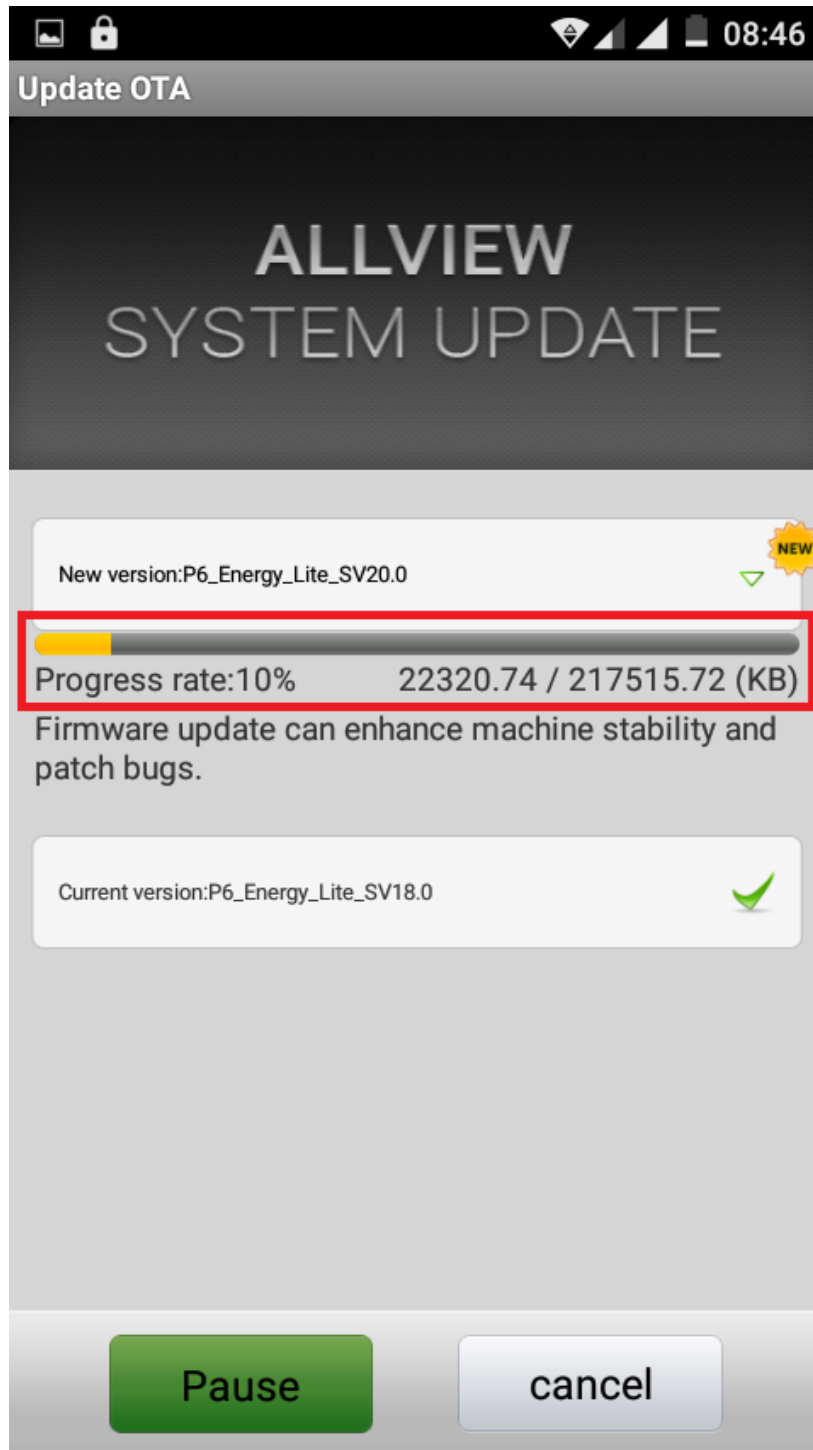 08:46
Update OTA
ALLVIEW
SYSTEM UPDATE
NEW
New version:P6_Energy_Lite_SV20.0
Progress rate:10% 22320.74 / 217515.72 (KB)
Firmware update can enhance machine stability and
patch bugs.
Current version:P6_Energy_Lite_SV18.0
Pause cancel